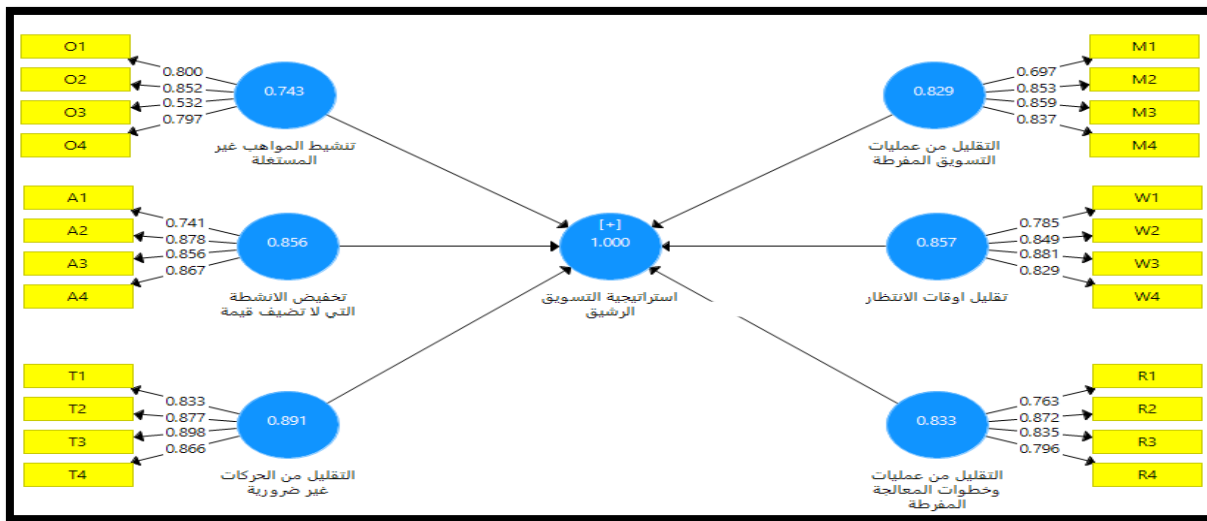 O1
O2
O3
O4
0.800
0.852
0.532
0.797
0.743
تنشيط المواهب غير
المستغلة
M1
M2
M3
M4
0.697
0.853
0.859
0.837
0.829
التقليل من عمليات
التسويق المفرطة
A1
A2
A3
A4
0.741
0.878
0.856
0.867
0.856
تخفيض الانشطة
التي لا تضيف قيمة
[+]
1.000
استراتيجية التسويق
الرشيق
W1
W2
W3
W4
0.785
0.849
0.881
0.829
0.857
تقليل اوقات الانتظار
T1
T2
T3
T4
0.833
0.877
0.898
0.866
0.891
التقليل من الحركات
غير ضرورية
R1
R2
R3
R4
0.763
0.872
0.835
0.796
0.833
التقليل من عمليات
وخطوات المعالجة
المفرطة